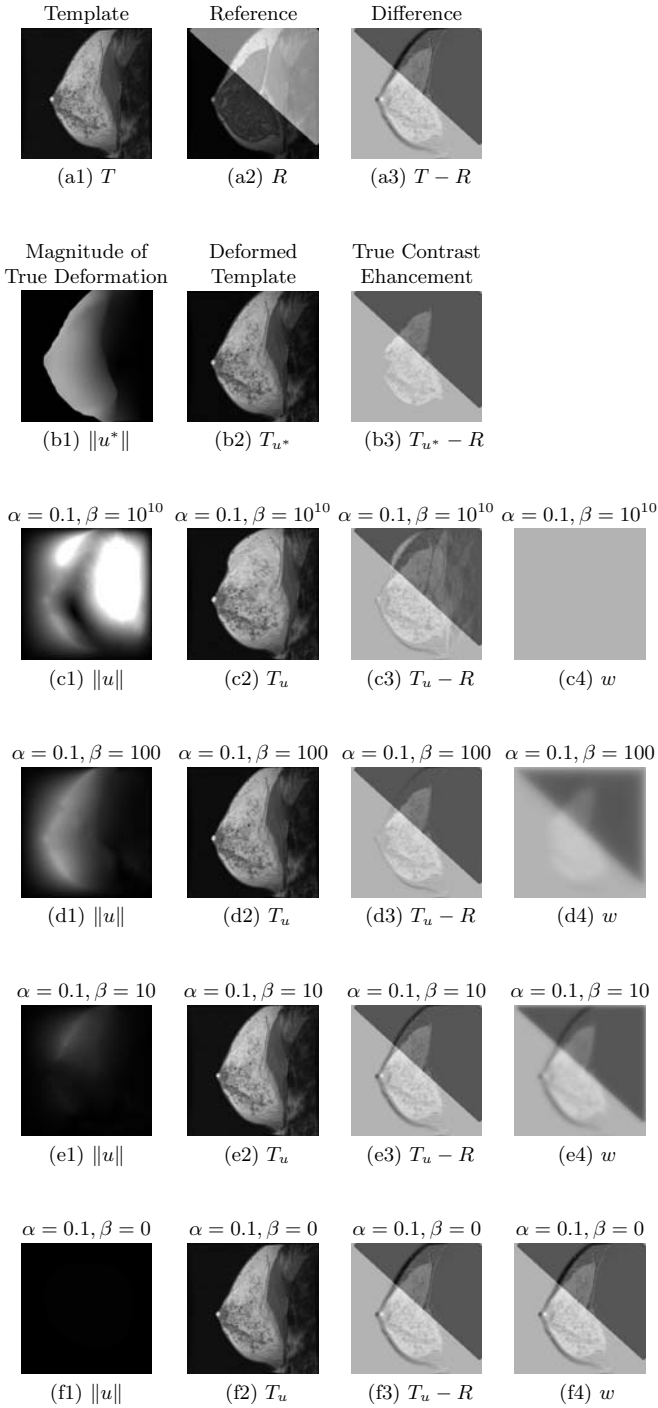 Template Reference Difference
(a1) T (a2) R (a3) T − R
Magnitude of True Deformation Deformed Template True Contrast Ehancement
(b1) ∥u*∥ (b2) T_{u*} (b3) T_{u*} − R
α = 0.1, β = 10^{10} α = 0.1, β = 10^{10} α = 0.1, β = 10^{10} α = 0.1, β = 10^{10}
(c1) ∥u∥ (c2) T_u (c3) T_u − R (c4) w
α = 0.1, β = 100 α = 0.1, β = 100 α = 0.1, β = 100 α = 0.1, β = 100
(d1) ∥u∥ (d2) T_u (d3) T_u − R (d4) w
α = 0.1, β = 10 α = 0.1, β = 10 α = 0.1, β = 10 α = 0.1, β = 10
(e1) ∥u∥ (e2) T_u (e3) T_u − R (e4) w
α = 0.1, β = 0 α = 0.1, β = 0 α = 0.1, β = 0 α = 0.1, β = 0
(f1) ∥u∥ (f2) T_u (f3) T_u − R (f4) w